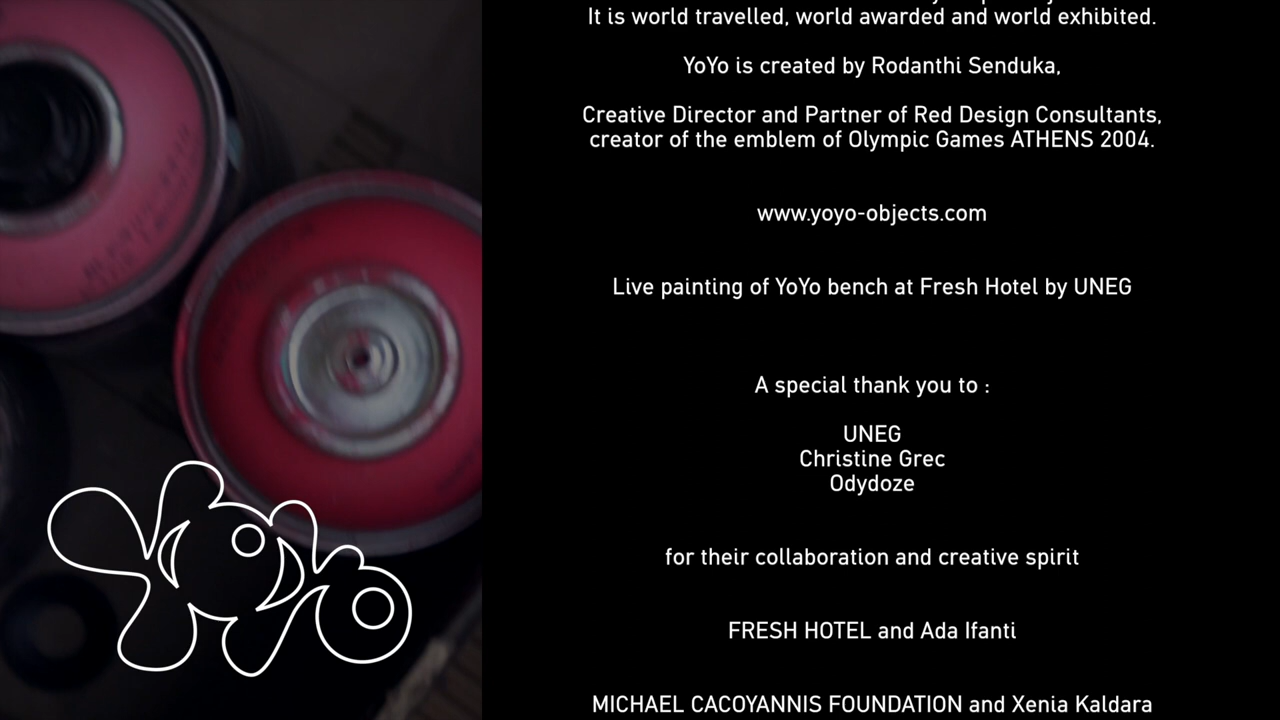 It is world travelled, world awarded and world exhibited.
YoYo is created by Rodanthi Senduka,
Creative Director and Partner of Red Design Consultants,
creator of the emblem of Olympic Games ATHENS 2004.
www.yoyo-objects.com
Live painting of YoYo bench at Fresh Hotel by UNEG
A special thank you to :
UNEG
Christine Grec
Odydoze
for their collaboration and creative spirit
FRESH HOTEL and Ada Ifanti
MICHAEL CACOYANNIS FOUNDATION and Xenia Kaldara
YoYo